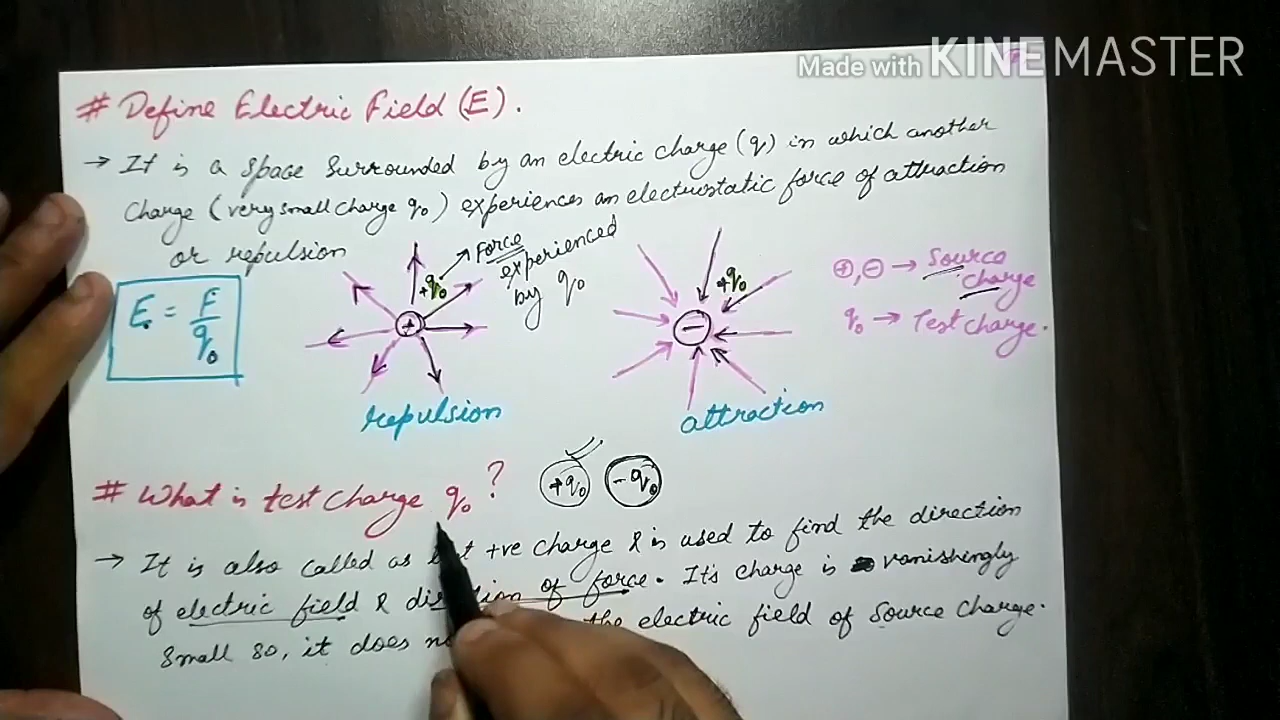 Made with KINEMASTER
# Define Electric Field (E).
→ It is a space surrounded by an electric charge (q) in which another
charge (very small charge q₀) experiences an electrostatic force of attraction
or repulsion
E = F / q₀
+q₀ → Force
experienced
by q₀
+
repulsion
+q₀
−
attraction
⊕,⊖ → Source
charge
q₀ → Test charge.
# What is test charge q₀ ?
+q₀ −q₀
→ It is also called as +ve charge & is used to find the direction
of electric field & of force. It's charge is vanishingly
small so, it does the electric field of source charge.